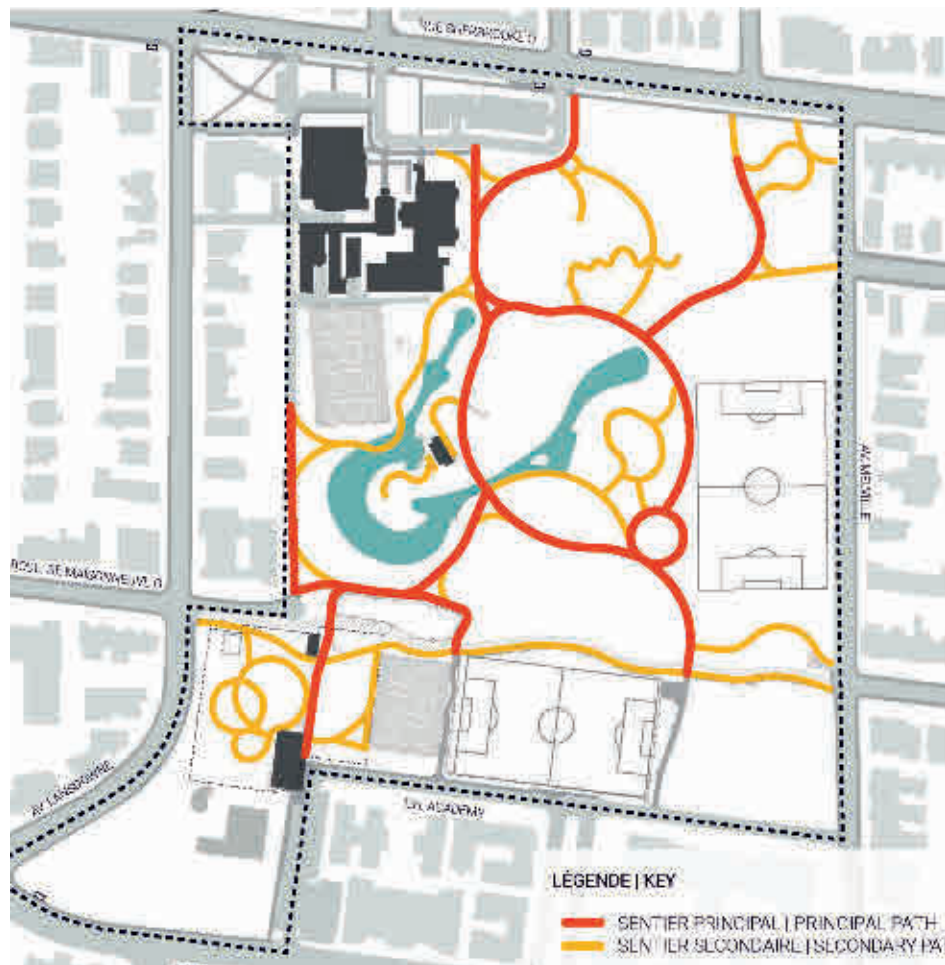 RUE SHERBROOKE O
AV. MELVILLE
BOUL. DE MAISONNEUVE O
AV. LANSDOWNE
Ln. ACADEMY
LÉGENDE | KEY
SENTIER PRINCIPAL | PRINCIPAL PATH
SENTIER SECONDAIRE | SECONDARY PA